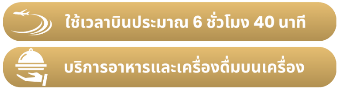 ใช้เวลาบินประมาณ 6 ชั่วโมง 40 นาที
บริการอาหารและเครื่องดื่มบนเครื่อง